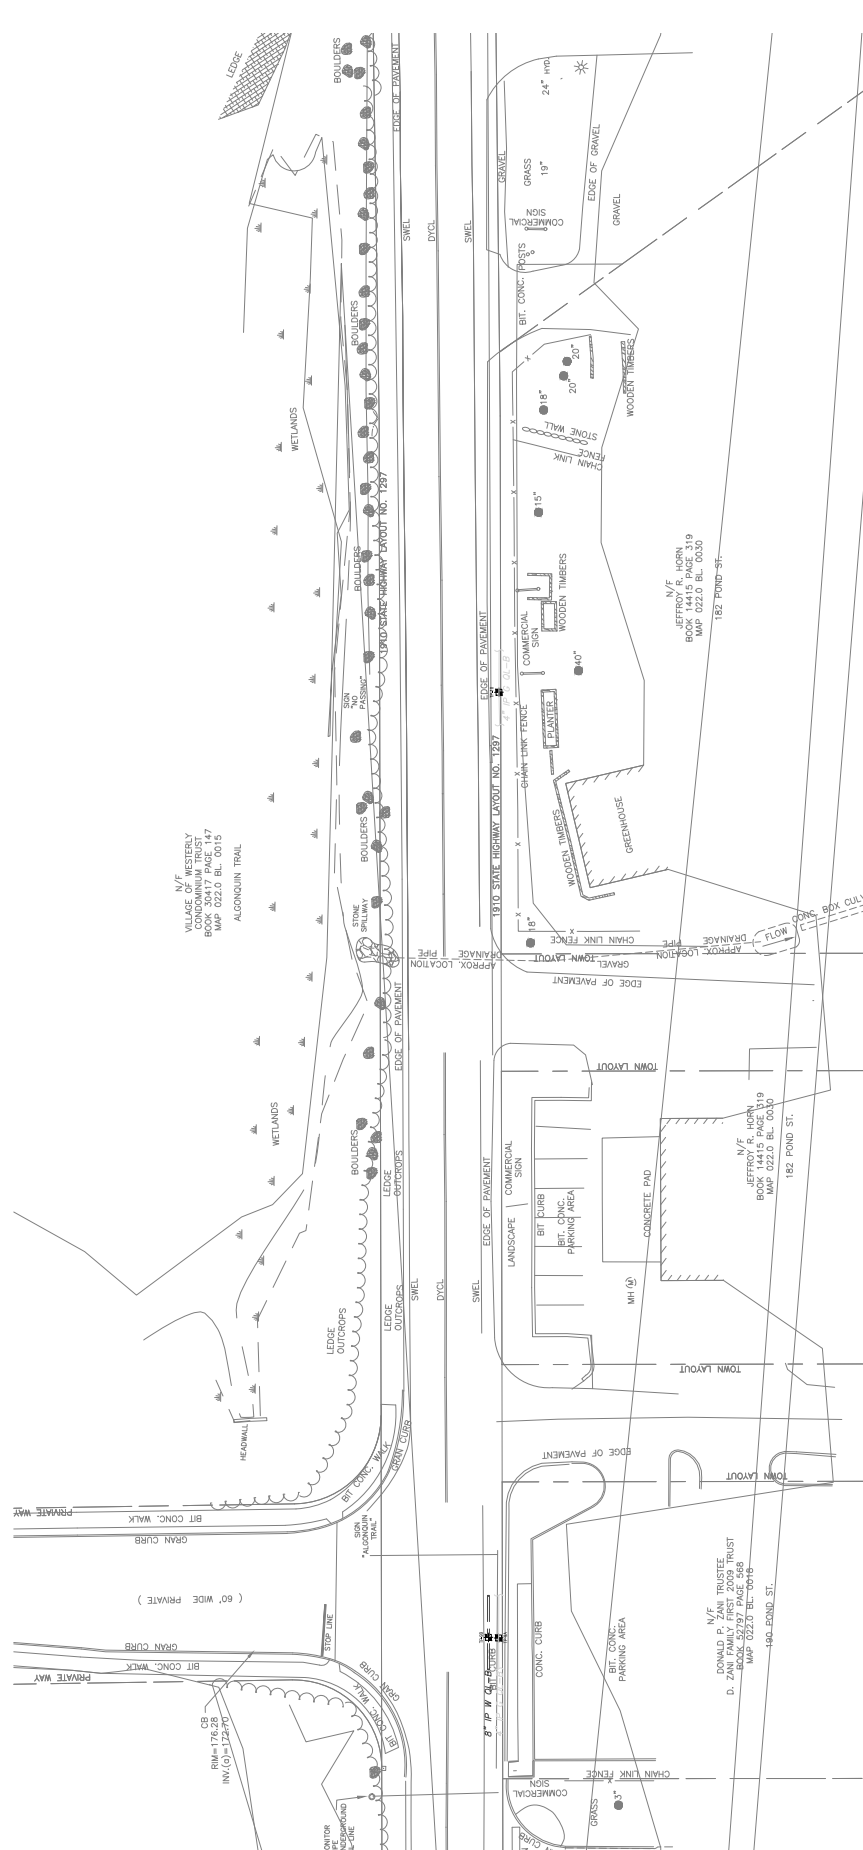 LEDGE
BOULDERS
EDGE OF PAVEMENT
24" HYD.
GRAVEL
GRASS
19"
EDGE OF GRAVEL
GRAVEL
COMMERCIAL
SIGN
SWEL
DYCL
SWEL
BIT. CONC. POSTS
BOULDERS
20"
20"
18"
WOODEN TIMBERS
STONE WALL
CHAIN LINK
FENCE
WETLANDS
15"
1910 STATE HIGHWAY LAYOUT NO. 1297
BOULDERS
WOODEN TIMBERS
N/F
JEFFROY R. HORN
BOOK 14415 PAGE 319
MAP 022.0 BL. 0030
182 POND ST.
COMMERCIAL
SIGN
40"
EDGE OF PAVEMENT
SIGN
"NO
PASSING"
PLANTER
CHAIN LINK FENCE
1910 STATE HIGHWAY LAYOUT NO. 1297
GREENHOUSE
WOODEN TIMBERS
BOULDERS
N/F
VILLAGE OF WESTERLY
CONDOMINIUM TRUST
BOOK 30417 PAGE 147
MAP 022.0 BL. 0015
ALGONQUIN TRAIL
STONE
SPILLWAY
18"
CHAIN LINK FENCE
APPROX. LOCATION
DRAINAGE PIPE
APPROX. LOCATION
DRAINAGE PIPE
FLOW
CONC. BOX CUL
TOWN LAYOUT
GRAVEL
EDGE OF PAVEMENT
EDGE OF PAVEMENT
TOWN LAYOUT
WETLANDS
BOULDERS
LEDGE
OUTCROPS
COMMERCIAL
SIGN
LANDSCAPE
EDGE OF PAVEMENT
BIT CURB
BIT. CONC.
PARKING AREA
CONCRETE PAD
N/F
JEFFROY R. HORN
BOOK 14415 PAGE 319
MAP 022.0 BL. 0030
182 POND ST.
MH (M)
SWEL
DYCL
SWEL
LEDGE
OUTCROPS
LEDGE
OUTCROPS
TOWN LAYOUT
HEADWALL
BIT CONC. WALK
GRAN CURB
EDGE OF PAVEMENT
TOWN LAYOUT
PRIVATE WAY
BIT CONC. WALK
GRAN CURB
SIGN
"ALGONQUIN
TRAIL"
( 60' WIDE PRIVATE )
STOP LINE
GRAN CURB
BIT CONC. WALK
PRIVATE WAY
GRAN CURB
BIT CONC. WALK
CB
RIM=176.28
INV.(a)=172.70
BIT CURB
8" IP W QL-B
CONC. CURB
BIT. CONC.
PARKING AREA
N/F
DONALD P. ZANI TRUSTEE
D. ZANI FAMILY FIRST 2009 TRUST
BOOK 52797 PAGE 568
MAP 022.0 BL. 0018
190 POND ST.
CHAIN LINK FENCE
COMMERCIAL
SIGN
GRASS
3"
CURB